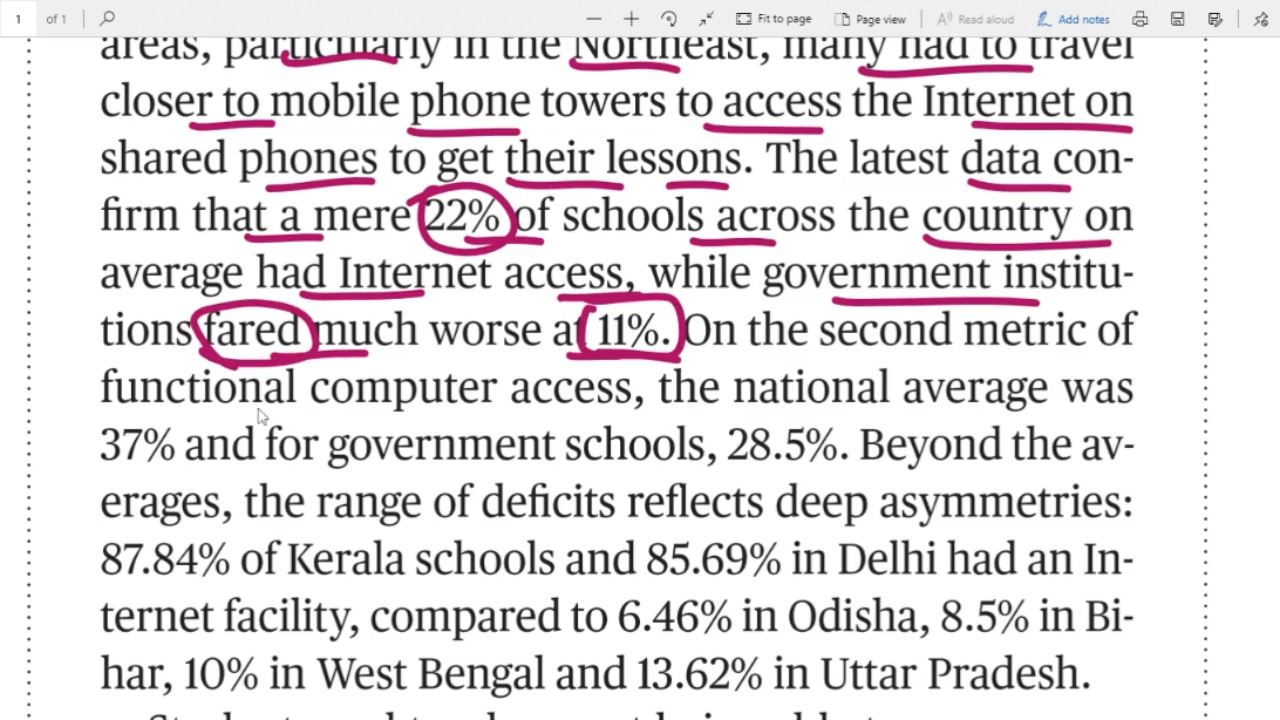 1 of 1 Fit to page Page view Read aloud Add notes
areas, particularly in the Northeast, many had to travel
closer to mobile phone towers to access the Internet on
shared phones to get their lessons. The latest data con-
firm that a mere 22% of schools across the country on
average had Internet access, while government institu-
tions fared much worse at 11%. On the second metric of
functional computer access, the national average was
37% and for government schools, 28.5%. Beyond the av-
erages, the range of deficits reflects deep asymmetries:
87.84% of Kerala schools and 85.69% in Delhi had an In-
ternet facility, compared to 6.46% in Odisha, 8.5% in Bi-
har, 10% in West Bengal and 13.62% in Uttar Pradesh.